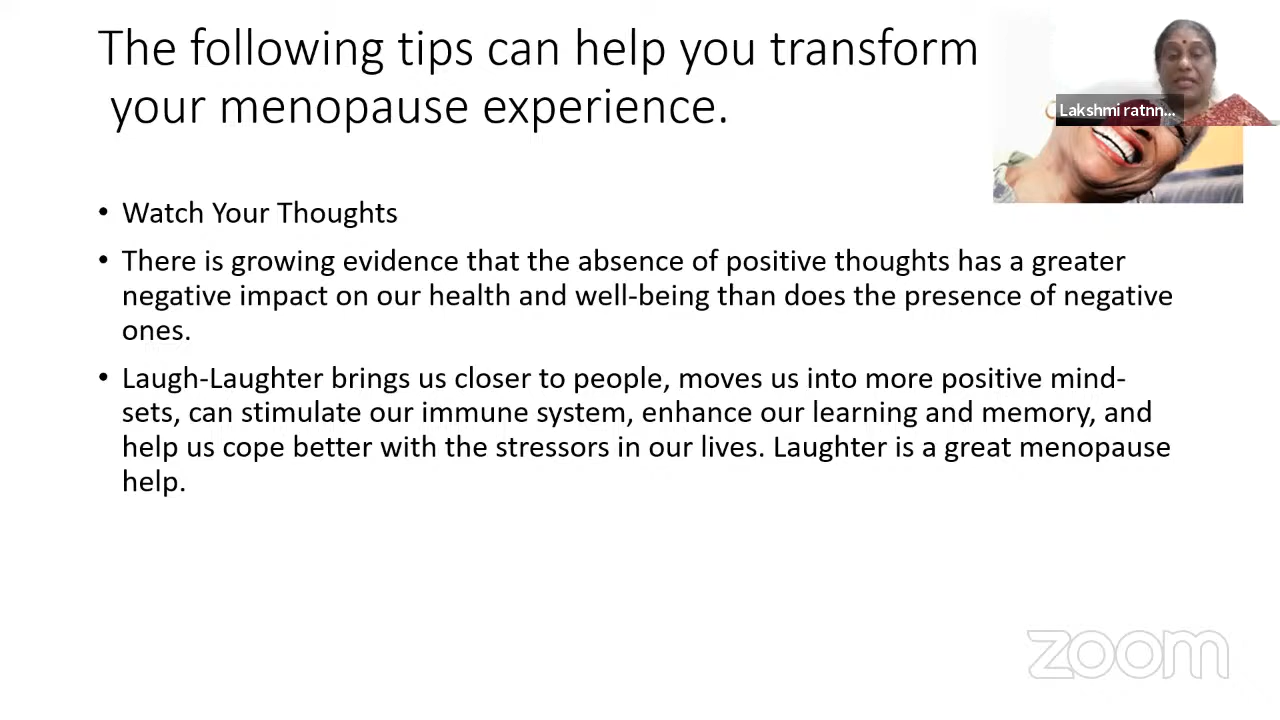 The following tips can help you transform
your menopause experience.
Lakshmi ratnn...
• Watch Your Thoughts
• There is growing evidence that the absence of positive thoughts has a greater
negative impact on our health and well-being than does the presence of negative
ones.
• Laugh-Laughter brings us closer to people, moves us into more positive mind-
sets, can stimulate our immune system, enhance our learning and memory, and
help us cope better with the stressors in our lives. Laughter is a great menopause
help.
zoom